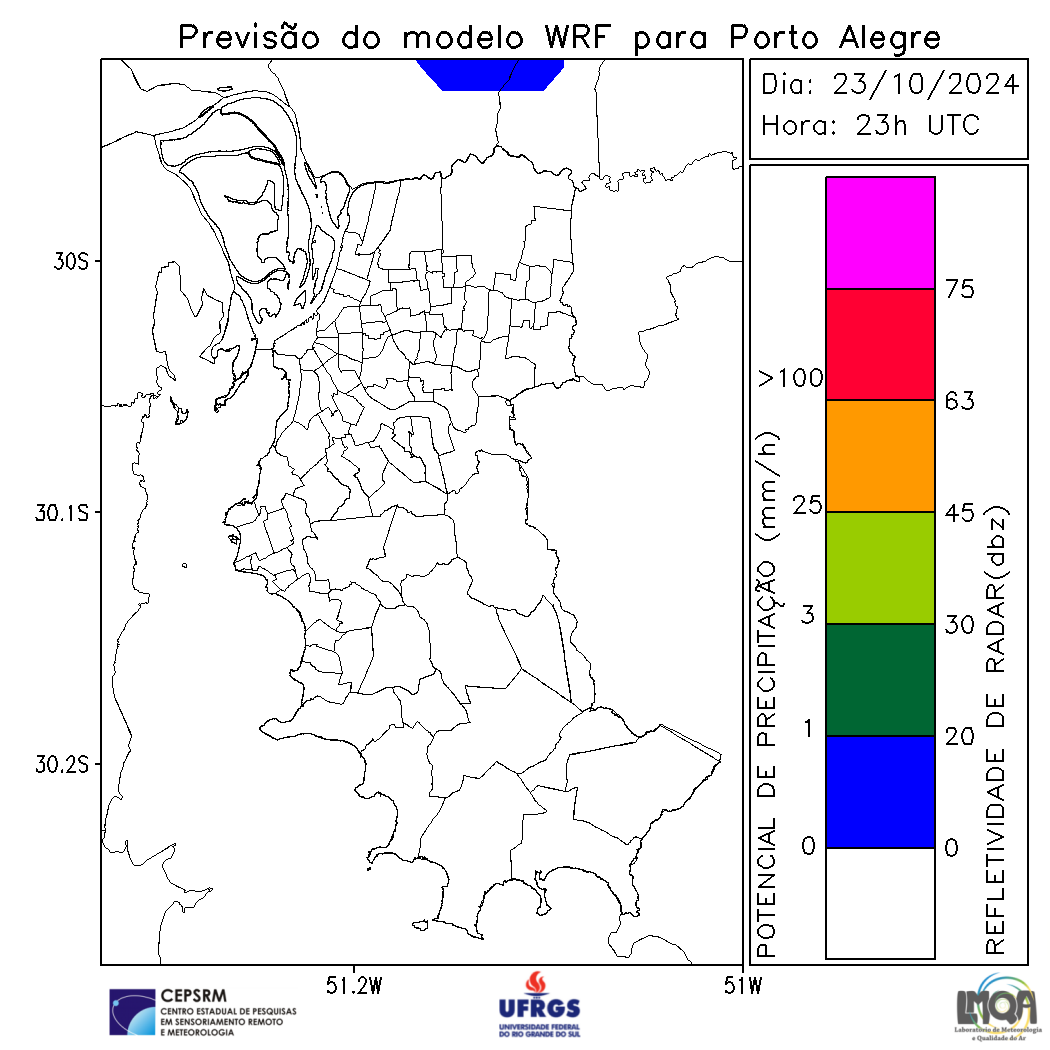 Previsão do modelo WRF para Porto Alegre
Dia: 23/10/2024
Hora: 23h UTC
30S
30.1S
30.2S
51.2W
51W
POTENCIAL DE PRECIPITAÇÃO (mm/h)
>100
25
3
1
0
75
63
45
30
20
0
REFLETIVIDADE DE RADAR(dbz)
CEPSRM
CENTRO ESTADUAL DE PESQUISAS
EM SENSORIAMENTO REMOTO
E METEOROLOGIA
UFRGS
UNIVERSIDADE FEDERAL
DO RIO GRANDE DO SUL
LMQA
Laboratório de Meteorologia
e Qualidade do Ar